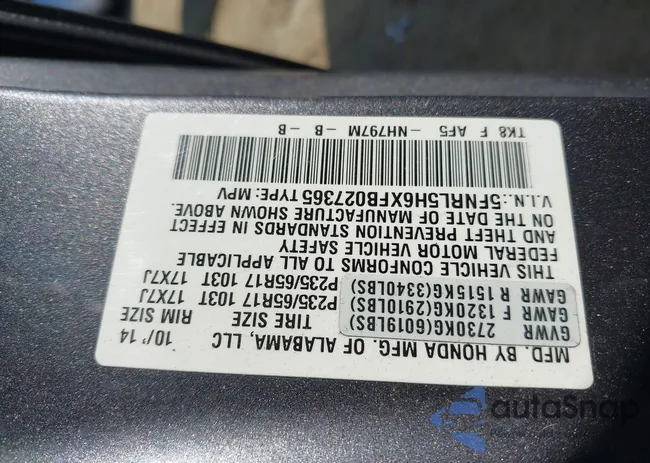 MFD. BY HONDA MFG. OF ALABAMA, LLC 10/'14
GVWR 2730KG(6019LBS) TIRE SIZE RIM SIZE
GAWR F 1320KG(2910LBS) P235/65R17 103T 17X7J
GAWR R 1515KG(3340LBS) P235/65R17 103T 17X7J
THIS VEHICLE CONFORMS TO ALL APPLICABLE
FEDERAL MOTOR VEHICLE SAFETY
AND THEFT PREVENTION STANDARDS IN EFFECT
ON THE DATE OF MANUFACTURE SHOWN ABOVE.
V.I.N.: 5FNRL5H6XFB027365 TYPE: MPV
TK8 F AF5 -NH797M -B -B
autoSnap